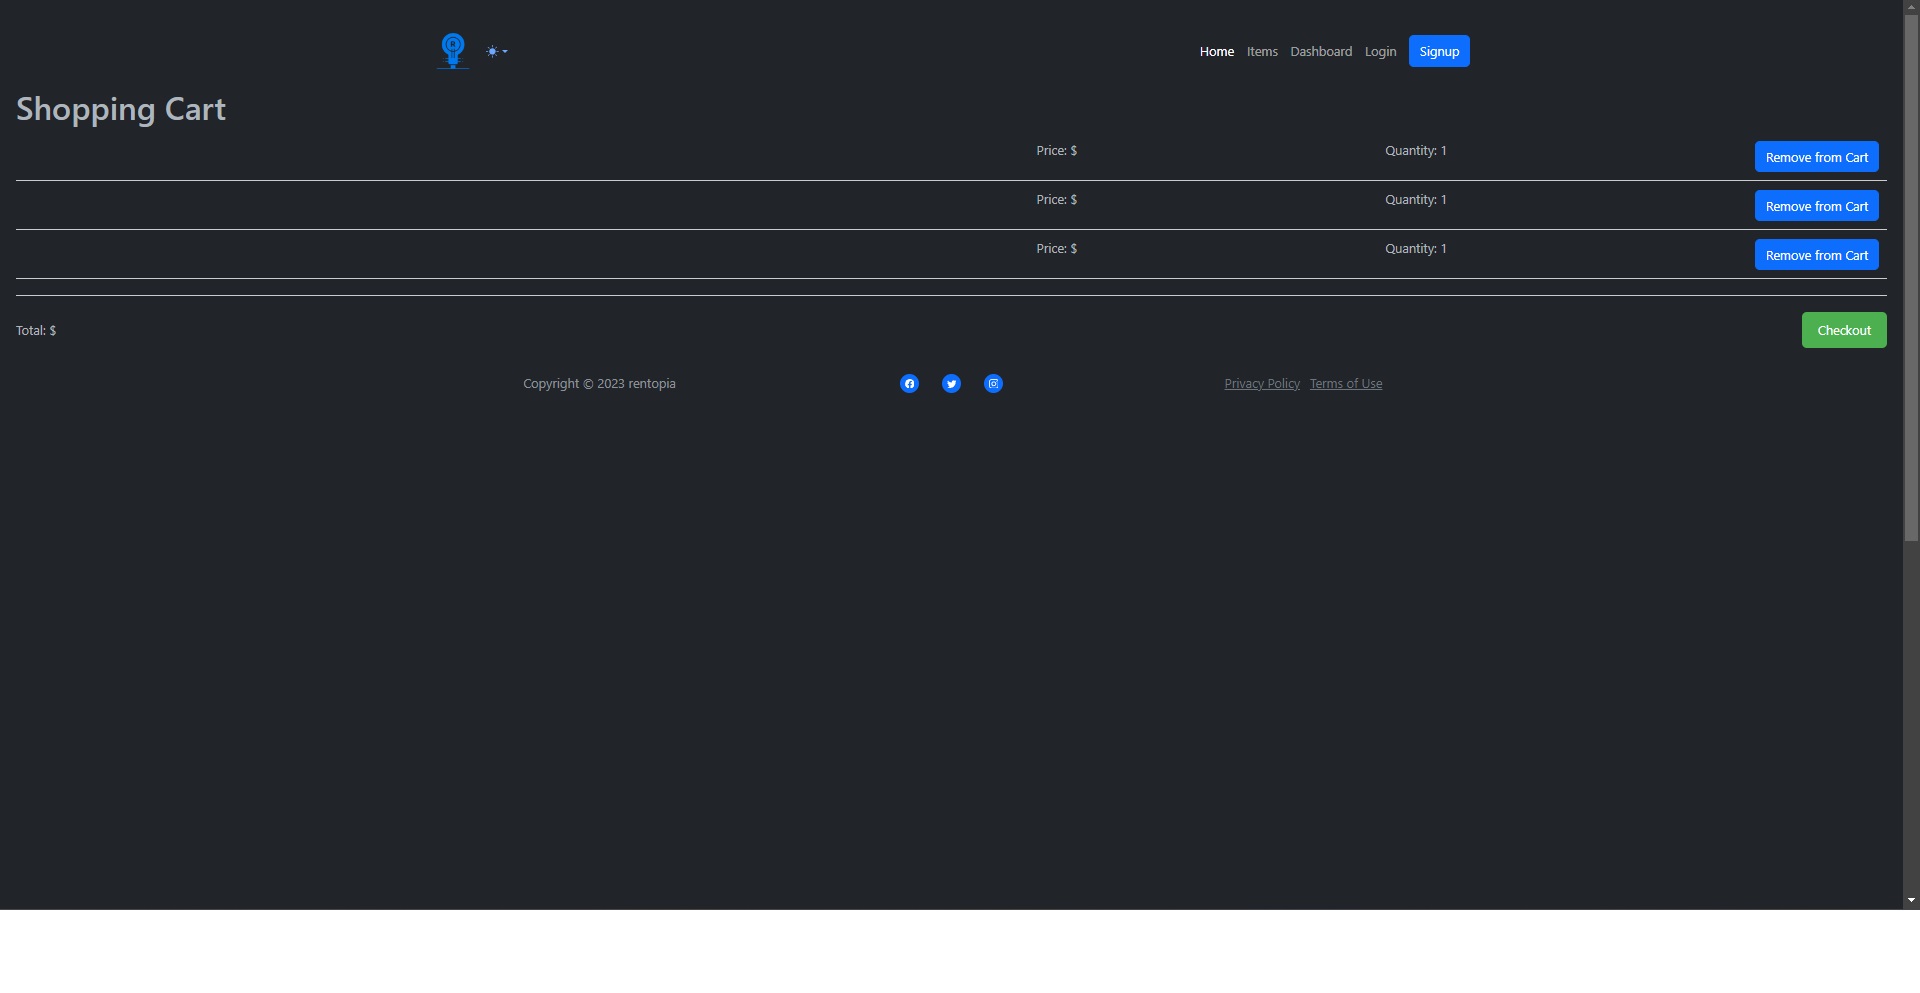 Home Items Dashboard Login Signup
Shopping Cart
Price: $ Quantity: 1 Remove from Cart
Price: $ Quantity: 1 Remove from Cart
Price: $ Quantity: 1 Remove from Cart
Total: $ Checkout
Copyright © 2023 rentopia Privacy Policy Terms of Use